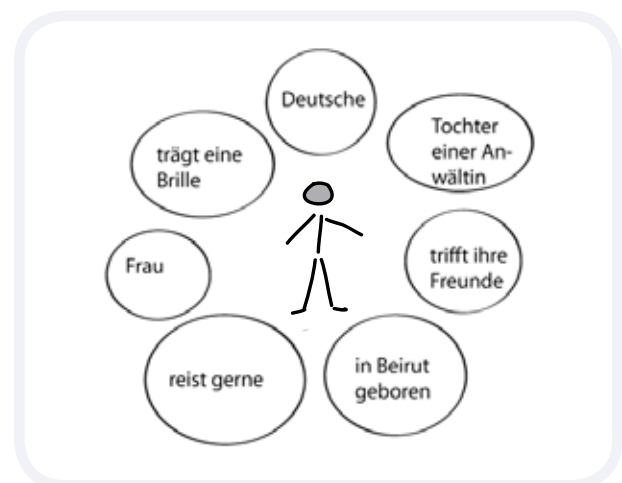 Deutsche
Tochter
einer An-
wältin
trägt eine
Brille
trifft ihre
Freunde
Frau
in Beirut
geboren
reist gerne